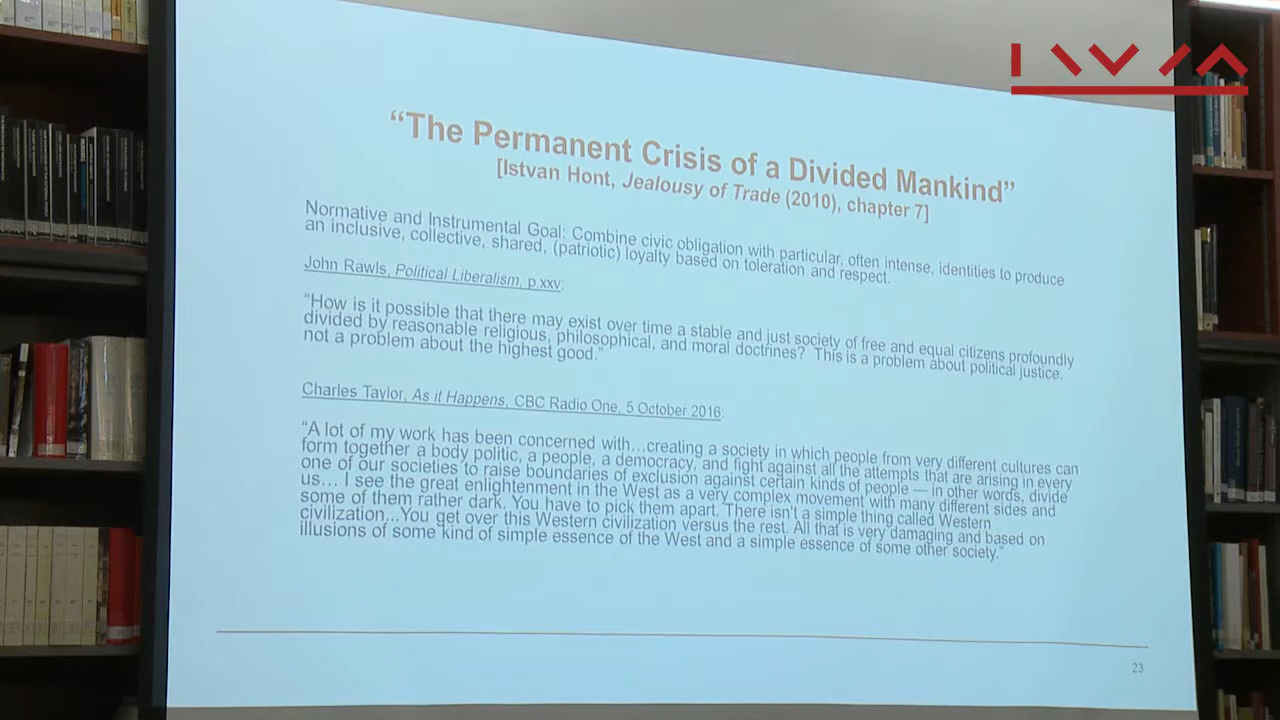 “The Permanent Crisis of a Divided Mankind”
[Istvan Hont, Jealousy of Trade (2010), chapter 7]
Normative and Instrumental Goal: Combine civic obligation with particular, often intense, identities to produce
an inclusive, collective, shared, (patriotic) loyalty based on toleration and respect.
John Rawls, Political Liberalism, p.xxv:
“How is it possible that there may exist over time a stable and just society of free and equal citizens profoundly
divided by reasonable religious, philosophical, and moral doctrines? This is a problem about political justice,
not a problem about the highest good.”
Charles Taylor, As it Happens, CBC Radio One, 5 October 2016:
“A lot of my work has been concerned with…creating a society in which people from very different cultures can
form together a body politic, a people, a democracy, and fight against all the attempts that are arising in every
one of our societies to raise boundaries of exclusion against certain kinds of people — in other words, divide
us… I see the great enlightenment in the West as a very complex movement with many different sides and
some of them rather dark. You have to pick them apart. There isn't a simple thing called Western
civilization...You get over this Western civilization versus the rest. All that is very damaging and based on
illusions of some kind of simple essence of the West and a simple essence of some other society.”
23